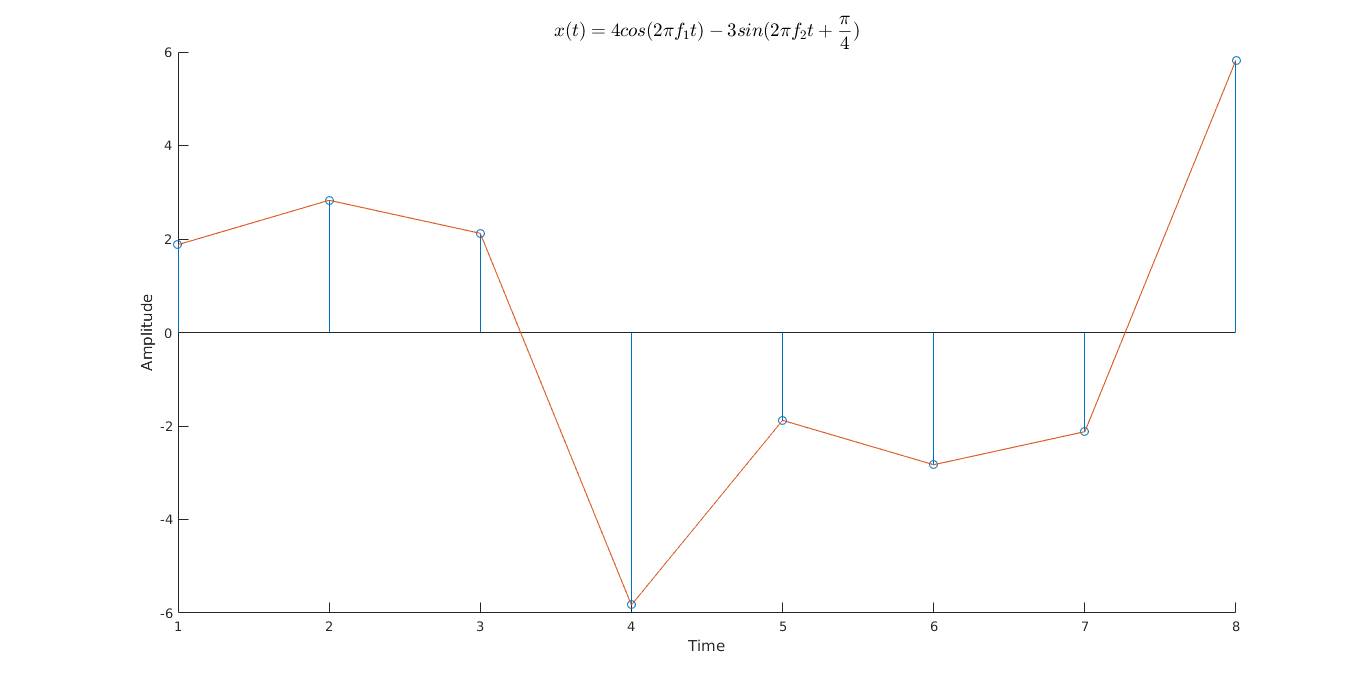 x(t) = 4cos(2πf₁t) − 3sin(2πf₂t + π/4)
6
4
2
0
-2
-4
-6
Amplitude
1 2 3 4 5 6 7 8
Time